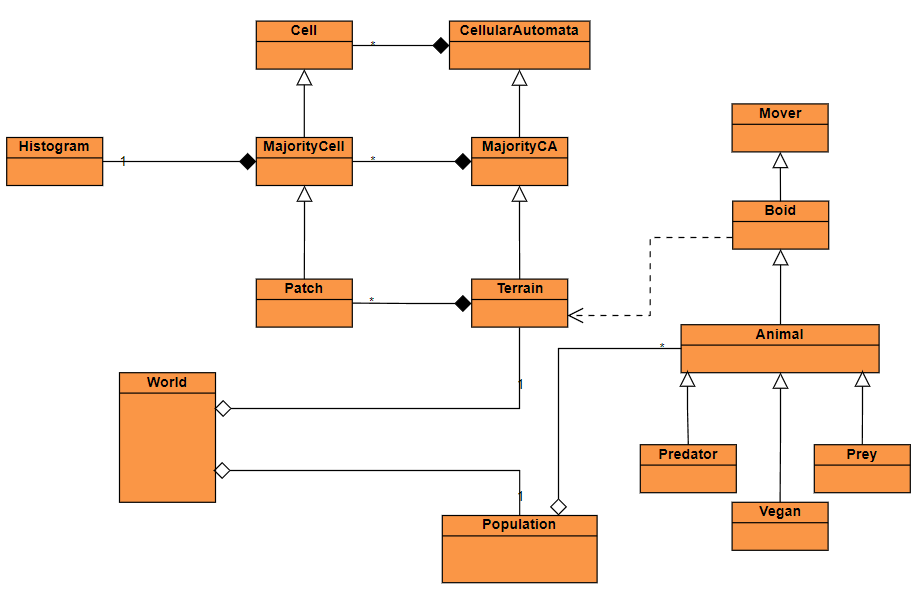 Cell
CellularAutomata
*
Mover
Histogram
MajorityCell
MajorityCA
1
*
Boid
Patch
Terrain
*
Animal
*
World
1
Predator
Prey
1
Vegan
Population